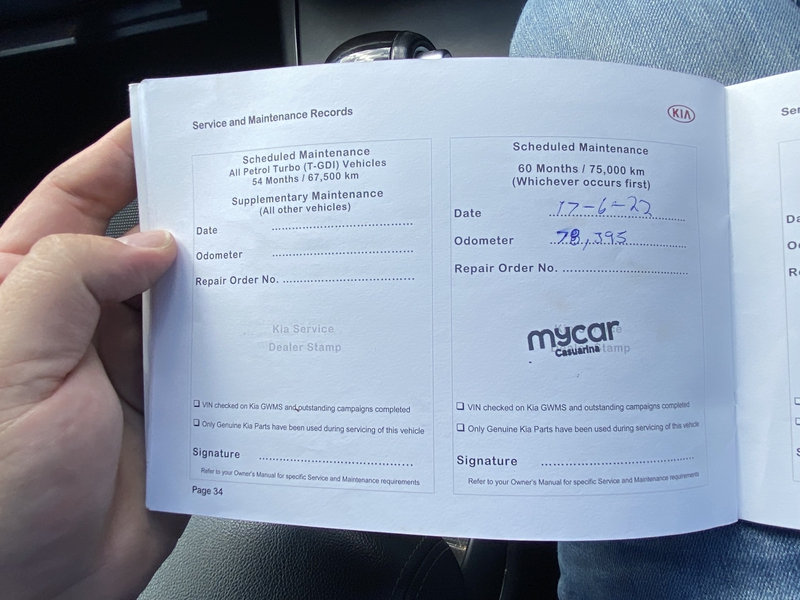 Service and Maintenance Records
KIA
Scheduled Maintenance
All Petrol Turbo (T-GDI) Vehicles
54 Months / 67,500 km
Supplementary Maintenance
(All other vehicles)
Date
Odometer
Repair Order No.
Kia Service
Dealer Stamp
❏ VIN checked on Kia GWMS and outstanding campaigns completed
❏ Only Genuine Kia Parts have been used during servicing of this vehicle
Signature
Refer to your Owner's Manual for specific Service and Maintenance requirements
Page 34
Scheduled Maintenance
60 Months / 75,000 km
(Whichever occurs first)
Date 17-6-22
Odometer 78,395
Repair Order No.
mycar
Casuarina
❏ VIN checked on Kia GWMS and outstanding campaigns completed
❏ Only Genuine Kia Parts have been used during servicing of this vehicle
Signature
Refer to your Owner's Manual for specific Service and Maintenance requirements